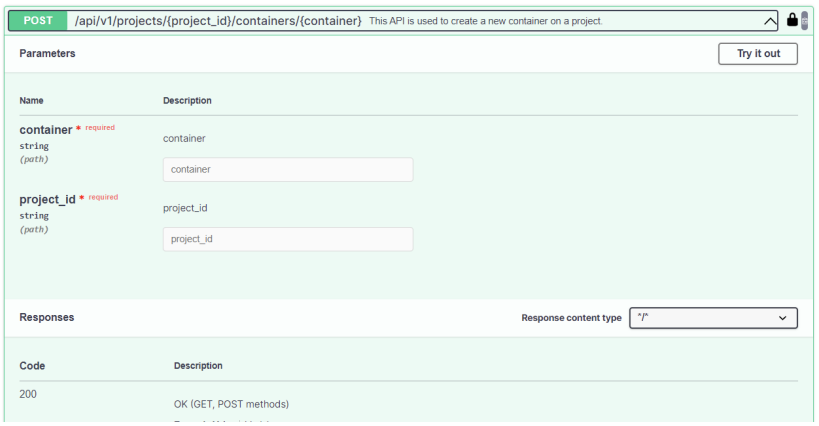 POST /api/v1/projects/{project_id}/containers/{container} This API is used to create a new container on a project.
Parameters
Try it out
Name Description
container * required
string
(path)
container
container
project_id * required
string
(path)
project_id
project_id
Responses
Response content type */*
Code Description
200
OK (GET, POST methods)